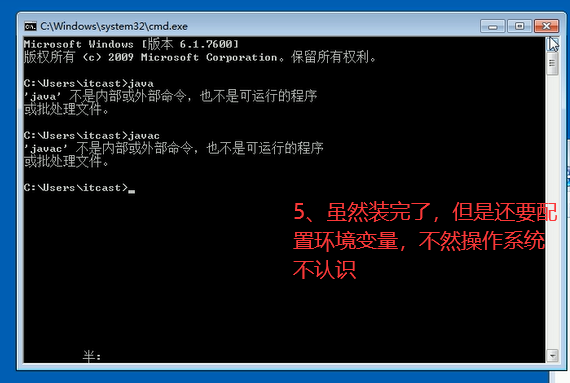 C:\Windows\system32\cmd.exe
Microsoft Windows [版本 6.1.7600]
版权所有 (c) 2009 Microsoft Corporation。保留所有权利。
C:\Users\itcast>java
'java' 不是内部或外部命令，也不是可运行的程序
或批处理文件。
C:\Users\itcast>javac
'javac' 不是内部或外部命令，也不是可运行的程序
或批处理文件。
C:\Users\itcast>_
5、虽然装完了，但是还要配
置环境变量，不然操作系统
不认识
半: